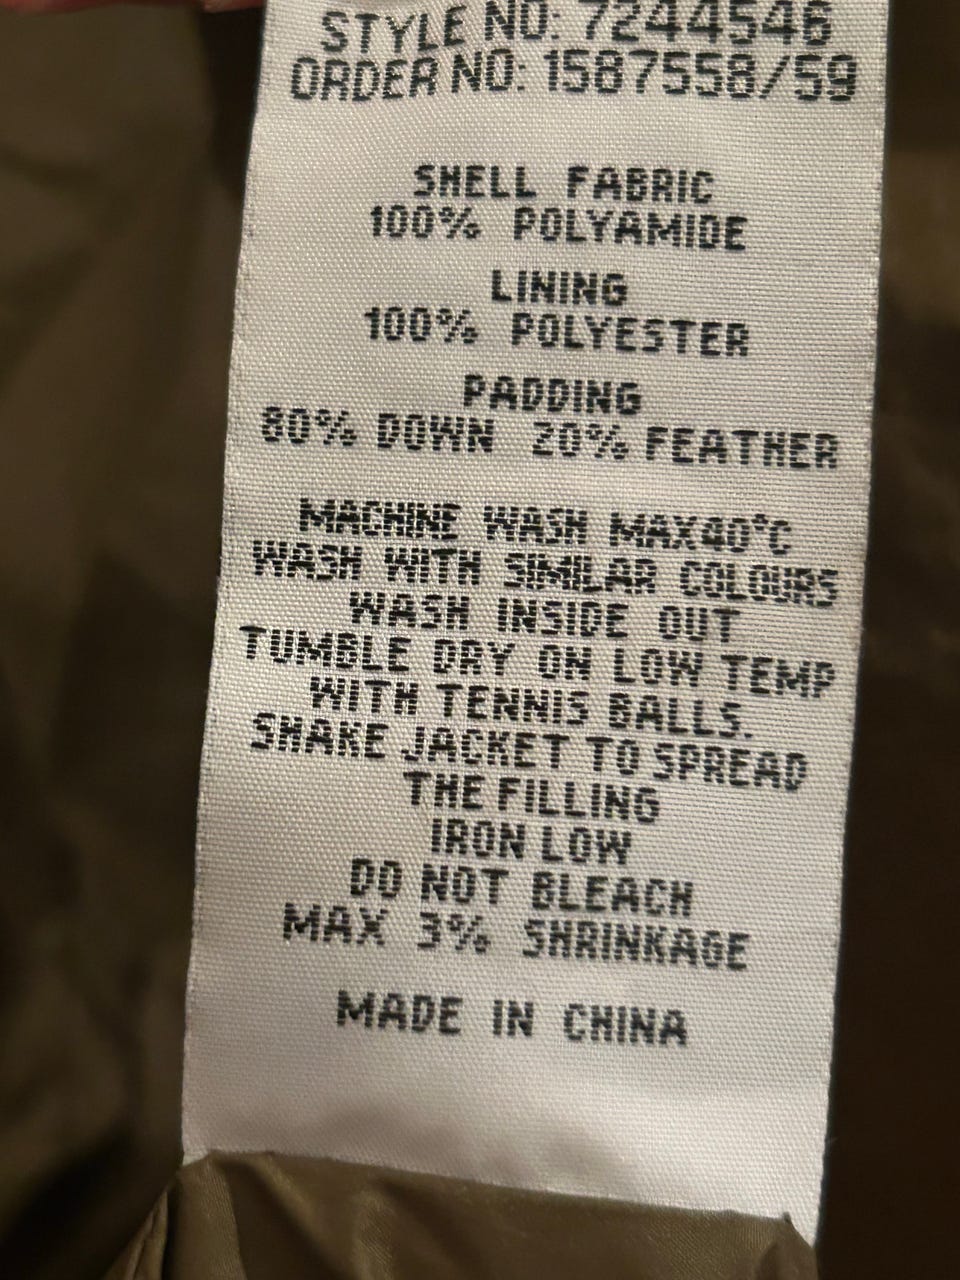 STYLE NO: 7244546
ORDER NO: 1587558/59
SHELL FABRIC
100% POLYAMIDE
LINING
100% POLYESTER
PADDING
80% DOWN 20% FEATHER
MACHINE WASH MAX40°C
WASH WITH SIMILAR COLOURS
WASH INSIDE OUT
TUMBLE DRY ON LOW TEMP
WITH TENNIS BALLS.
SHAKE JACKET TO SPREAD
THE FILLING
IRON LOW
DO NOT BLEACH
MAX 3% SHRINKAGE
MADE IN CHINA